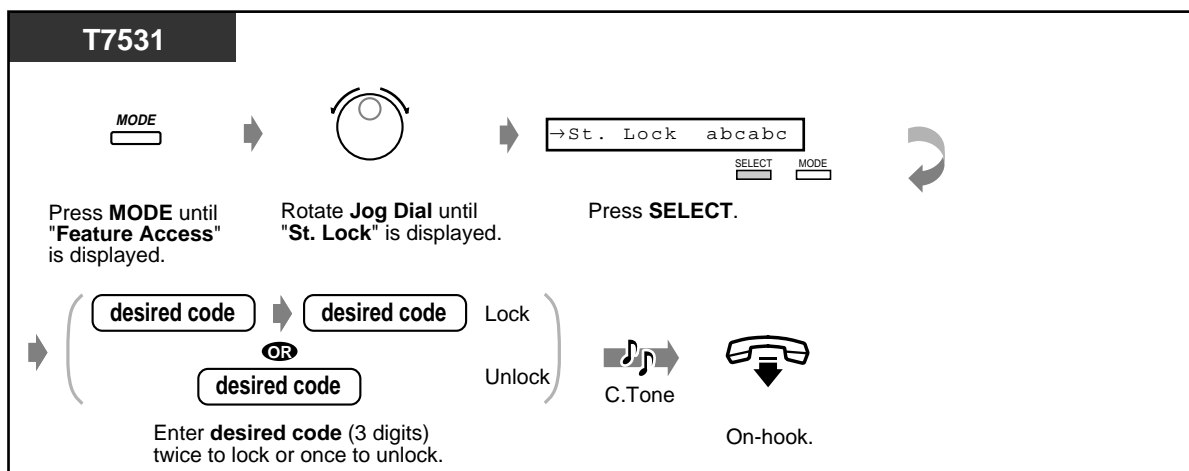 T7531
MODE
→St. Lock abcabc
SELECT MODE
Press MODE until
"Feature Access"
is displayed.
Rotate Jog Dial until
"St. Lock" is displayed.
Press SELECT.
desired code desired code Lock
OR
desired code Unlock
Enter desired code (3 digits)
twice to lock or once to unlock.
C.Tone
On-hook.